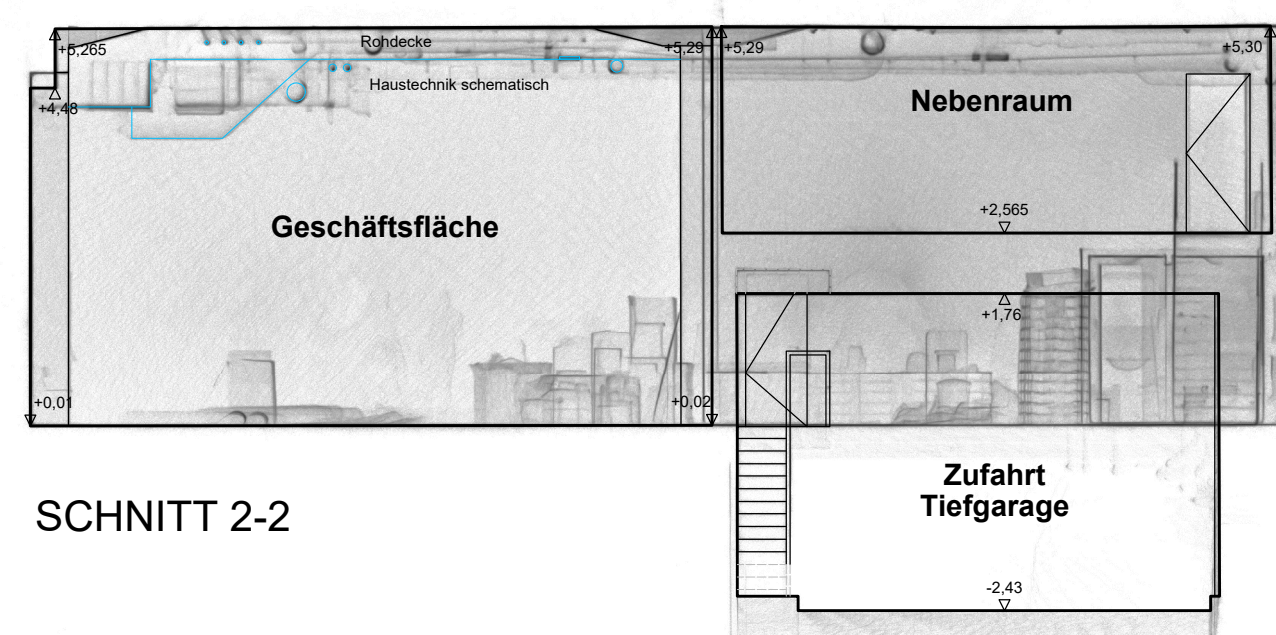 +5,265
Rohdecke
+5,29
+5,29
+5,30
Haustechnik schematisch
+4,48
Nebenraum
+2,565
Geschäftsfläche
+1,76
+0,01
+0,02
Zufahrt
Tiefgarage
SCHNITT 2-2
-2,43